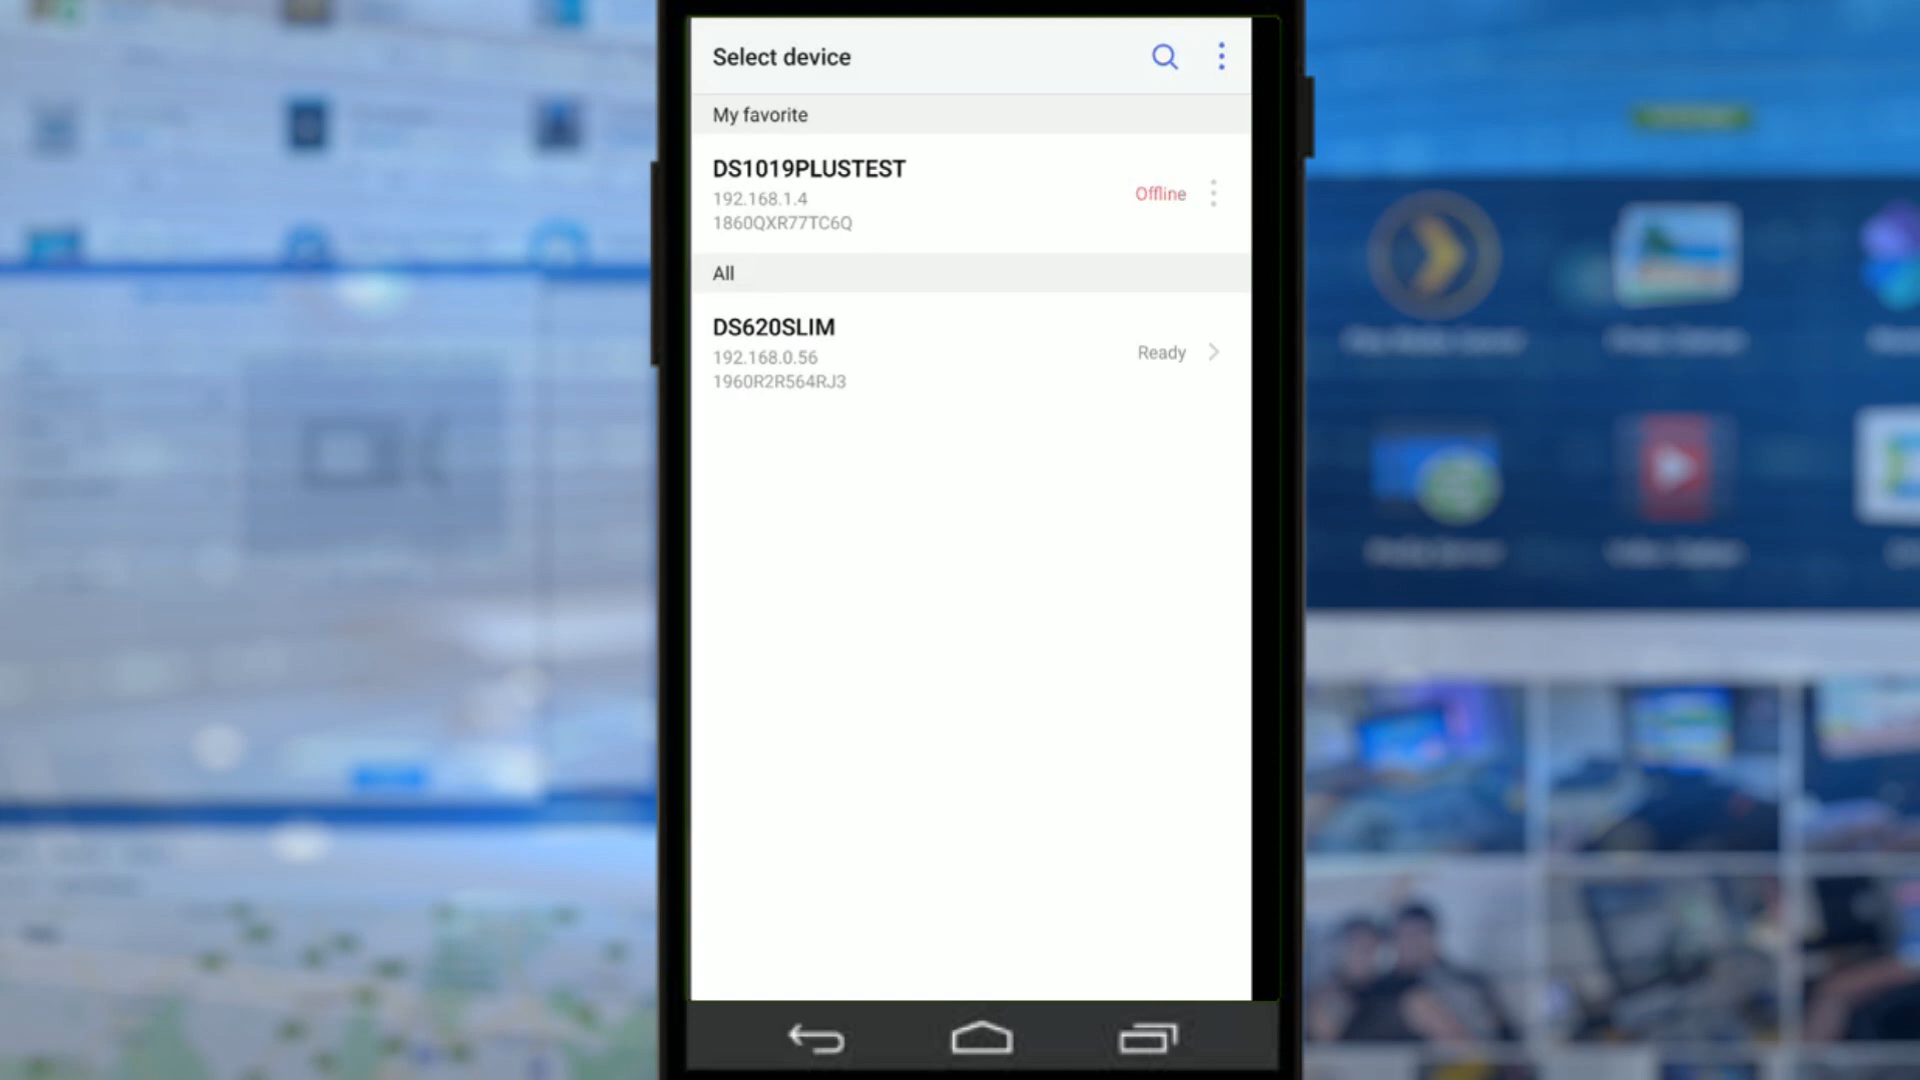 Select device
My favorite
DS1019PLUSTEST
192.168.1.4
Offline
1860QXR77TC6Q
All
DS620SLIM
192.168.0.56
Ready
1960R2R564RJ3